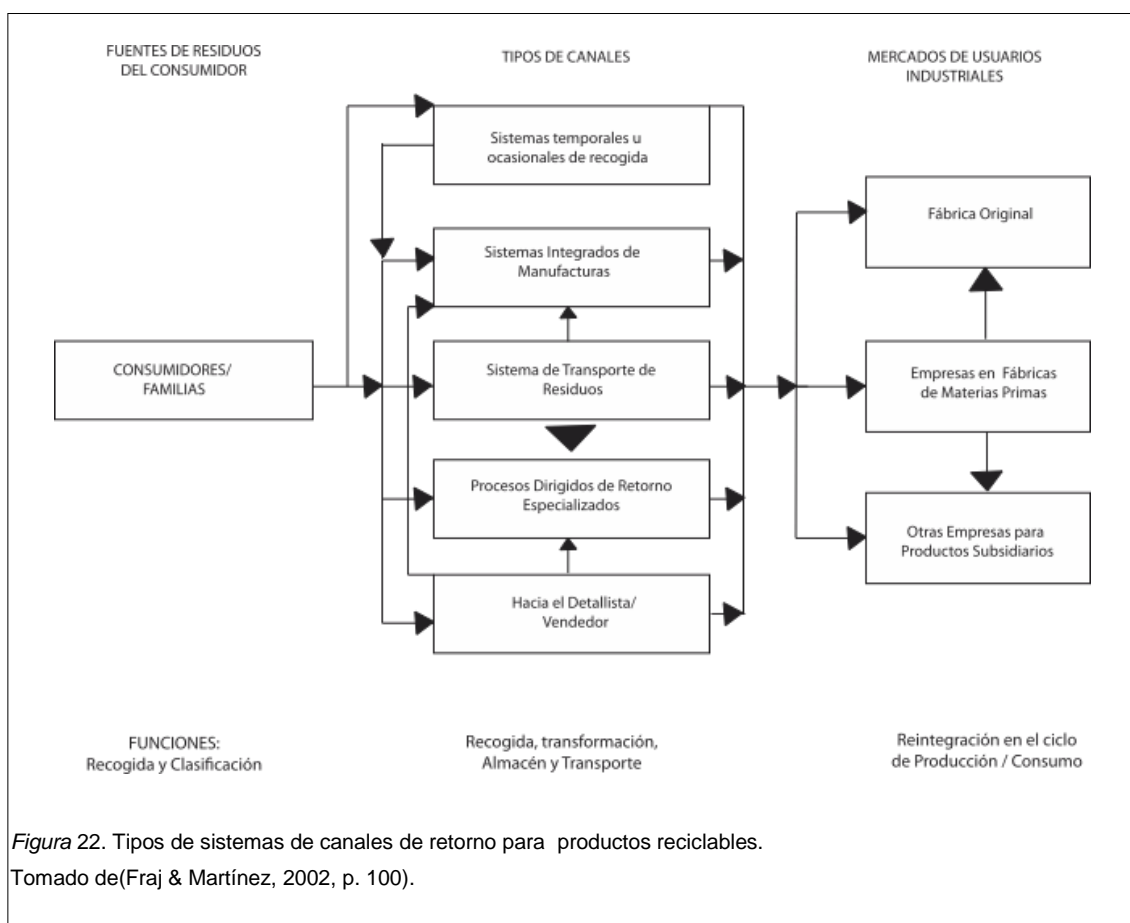 FUENTES DE RESIDUOS
DEL CONSUMIDOR
TIPOS DE CANALES
MERCADOS DE USUARIOS
INDUSTRIALES
Sistemas temporales u
ocasionales de recogida
Fábrica Original
Sistemas Integrados de
Manufacturas
CONSUMIDORES/
FAMILIAS
Sistema de Transporte de
Residuos
Empresas en Fábricas
de Materias Primas
Procesos Dirigidos de Retorno
Especializados
Otras Empresas para
Productos Subsidiarios
Hacia el Detallista/
Vendedor
FUNCIONES:
Recogida y Clasificación
Recogida, transformación,
Almacén y Transporte
Reintegración en el ciclo
de Producción / Consumo
Figura 22. Tipos de sistemas de canales de retorno para productos reciclables.
Tomado de(Fraj & Martínez, 2002, p. 100).